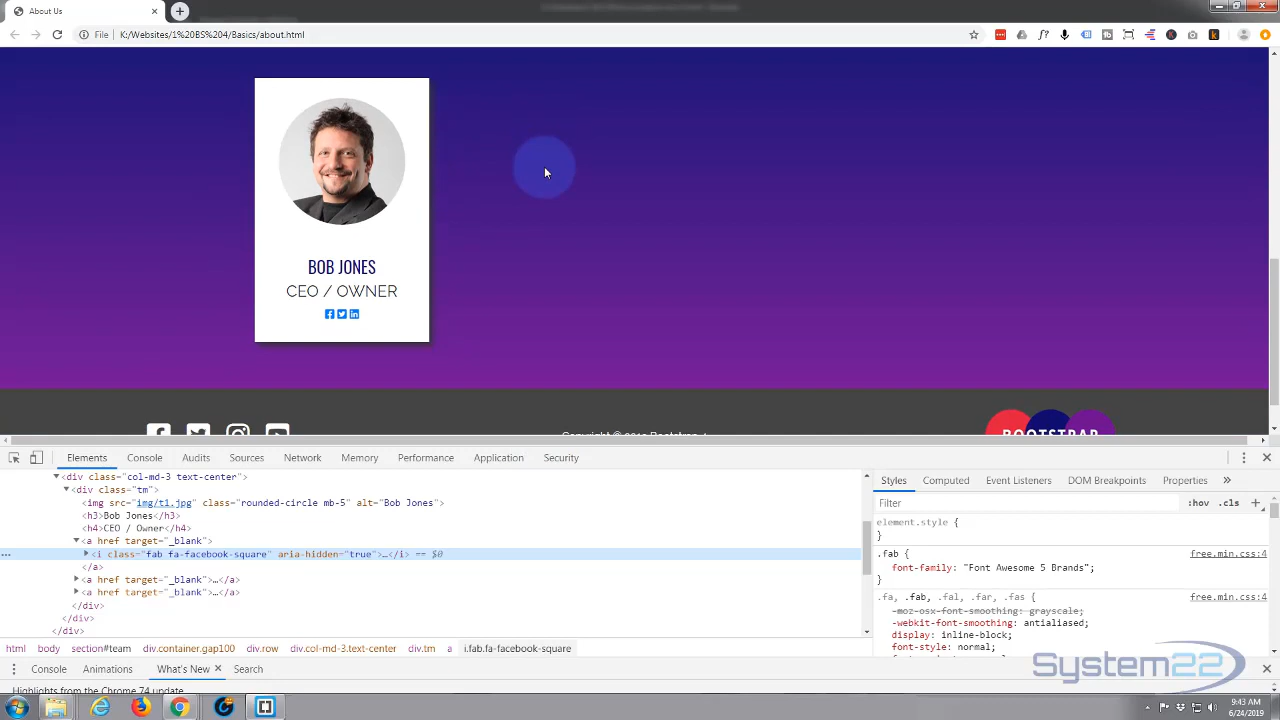 About Us
File
K:/Websites/1%20BS%204/Basics/about.html
BOB JONES
CEO / OWNER
BOOTSTRAP
Elements Console Audits Sources Network Memory Performance Application Security
<div class="col-md-3 text-center">
<div class="tm">
<img src="img/t1.jpg" class="rounded-circle mb-5" alt="Bob Jones">
<h3>Bob Jones</h3>
<h4>CEO / Owner</h4>
<a href target="_blank">
<i class="fab fa-facebook-square" aria-hidden="true">…</i> == $0
</a>
<a href target="_blank">…</a>
<a href target="_blank">…</a>
</div>
</div>
</div>
html body section#team div.container.gap100 div.row div.col-md-3.text-center div.tm a i.fab.fa-facebook-square
Styles Computed Event Listeners DOM Breakpoints Properties
Filter :hov .cls
element.style {
}
.fab { free.min.css:4
font-family: "Font Awesome 5 Brands";
}
.fa, .fab, .fal, .far, .fas { free.min.css:4
-moz-osx-font-smoothing: grayscale;
-webkit-font-smoothing: antialiased;
display: inline-block;
font-style: normal;
Console Animations What's New Search
Highlights from the Chrome 74 update
System22
9:43 AM
6/24/2019